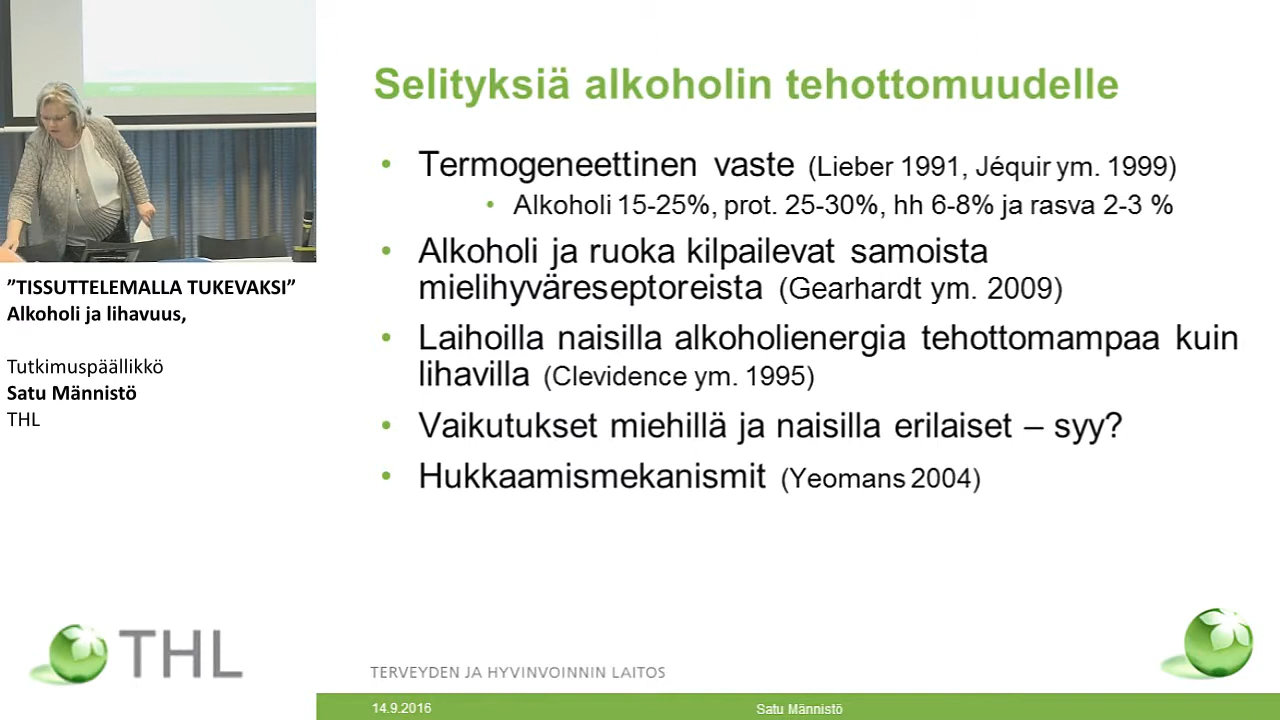 Selityksiä alkoholin tehottomuudelle
• Termogeneettinen vaste (Lieber 1991, Jéquir ym. 1999)
• Alkoholi 15-25%, prot. 25-30%, hh 6-8% ja rasva 2-3 %
• Alkoholi ja ruoka kilpailevat samoista
mielihyväreseptoreista (Gearhardt ym. 2009)
• Laihoilla naisilla alkoholienergia tehottomampaa kuin
lihavilla (Clevidence ym. 1995)
• Vaikutukset miehillä ja naisilla erilaiset – syy?
• Hukkaamismekanismit (Yeomans 2004)
”TISSUTTELEMALLA TUKEVAKSI”
Alkoholi ja lihavuus,
Tutkimuspäällikkö
Satu Männistö
THL
THL
TERVEYDEN JA HYVINVOINNIN LAITOS
14.9.2016
Satu Männistö